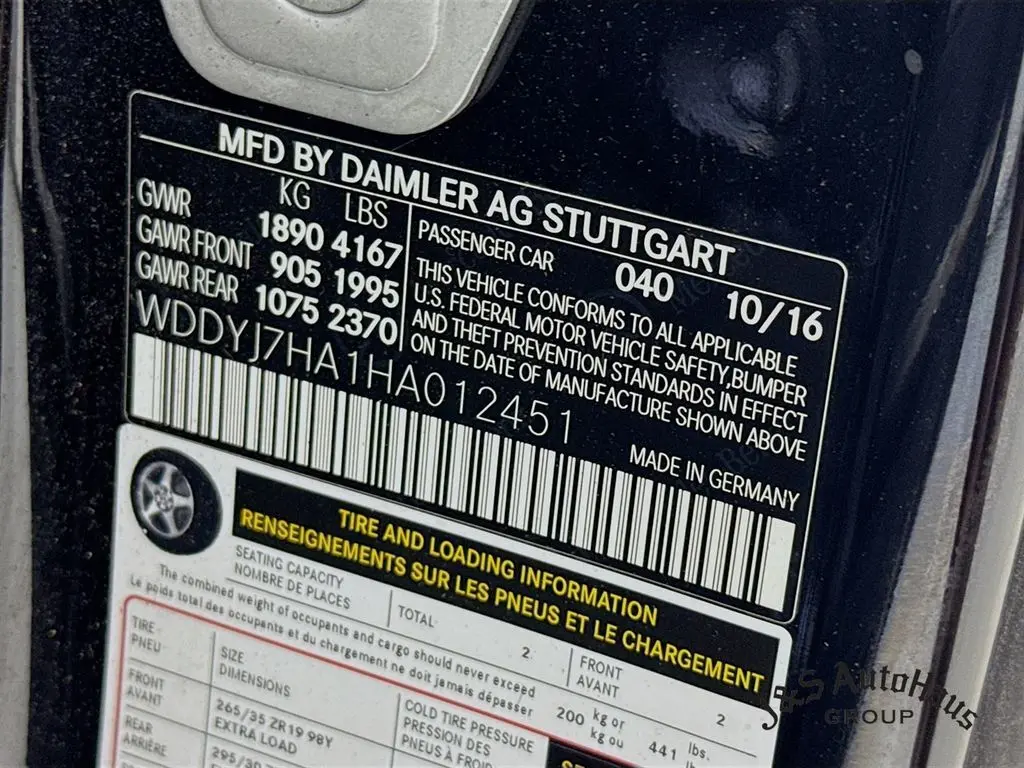 MFD BY DAIMLER AG STUTTGART
KG LBS
GVWR 1890 4167
GAWR FRONT 905 1995
GAWR REAR 1075 2370
PASSENGER CAR 040 10/16
THIS VEHICLE CONFORMS TO ALL APPLICABLE
U.S. FEDERAL MOTOR VEHICLE SAFETY,BUMPER
AND THEFT PREVENTION STANDARDS IN EFFECT
ON THE DATE OF MANUFACTURE SHOWN ABOVE
WDDYJ7HA1HA012451
MADE IN GERMANY
TIRE AND LOADING INFORMATION
RENSEIGNEMENTS SUR LES PNEUS ET LE CHARGEMENT
SEATING CAPACITY
NOMBRE DE PLACES
TOTAL 2
FRONT
AVANT 2
The combined weight of occupants and cargo should never exceed
Le poids total des occupants et du chargement ne doit jamais dépasser
200 kg or
kg ou
441 lbs.
TIRE
PNEU
SIZE
DIMENSIONS
COLD TIRE PRESSURE
PRESSION DES
PNEUS À FROID
FRONT
AVANT
265/35 ZR19 98Y
EXTRA LOAD
REAR
ARRIÈRE
J&S AutoHaus
GROUP